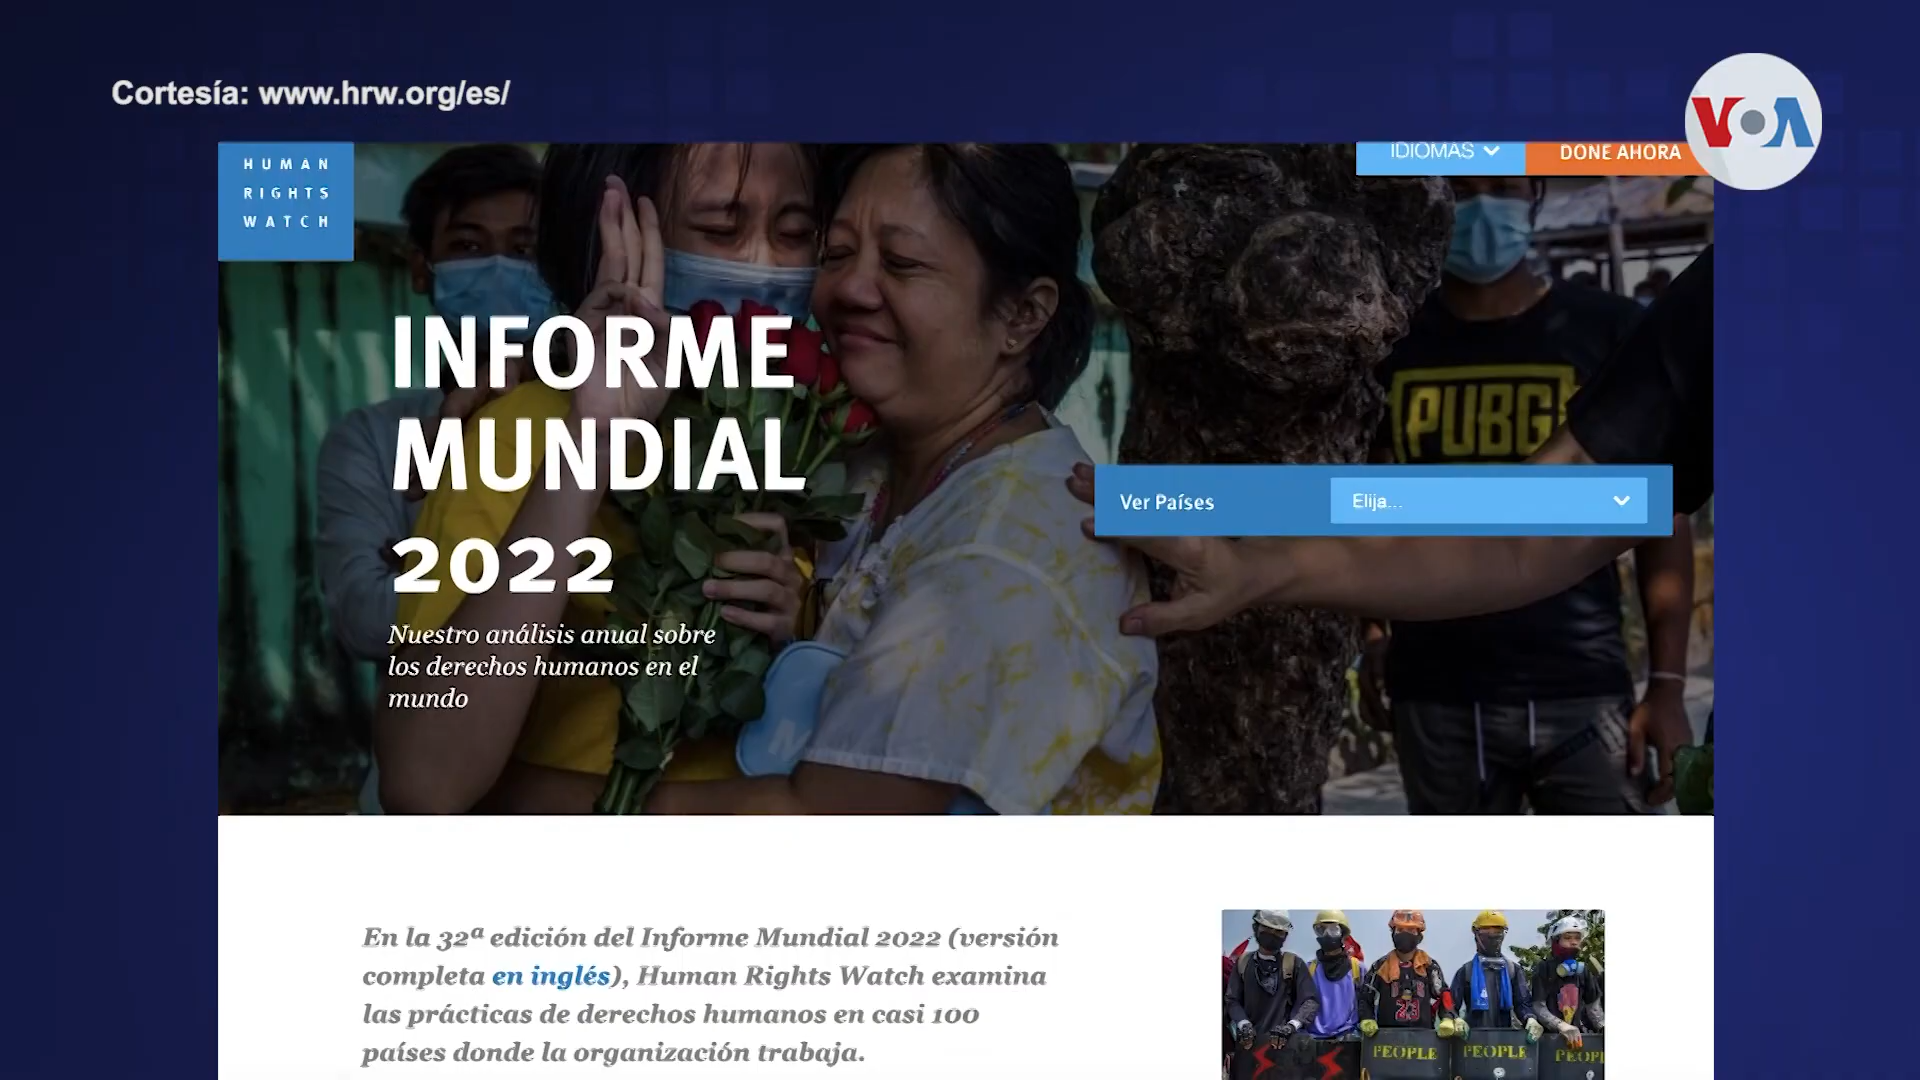 Cortesía: www.hrw.org/es/
VOA
HUMAN
RIGHTS
WATCH
IDIOMAS
DONE AHORA
INFORME
MUNDIAL
2022
Nuestro análisis anual sobre
los derechos humanos en el
mundo
PUBG
Ver Países
Elija...
En la 32ª edición del Informe Mundial 2022 (versión
completa en inglés), Human Rights Watch examina
las prácticas de derechos humanos en casi 100
países donde la organización trabaja.
23
PEOPLE
PEOPLE